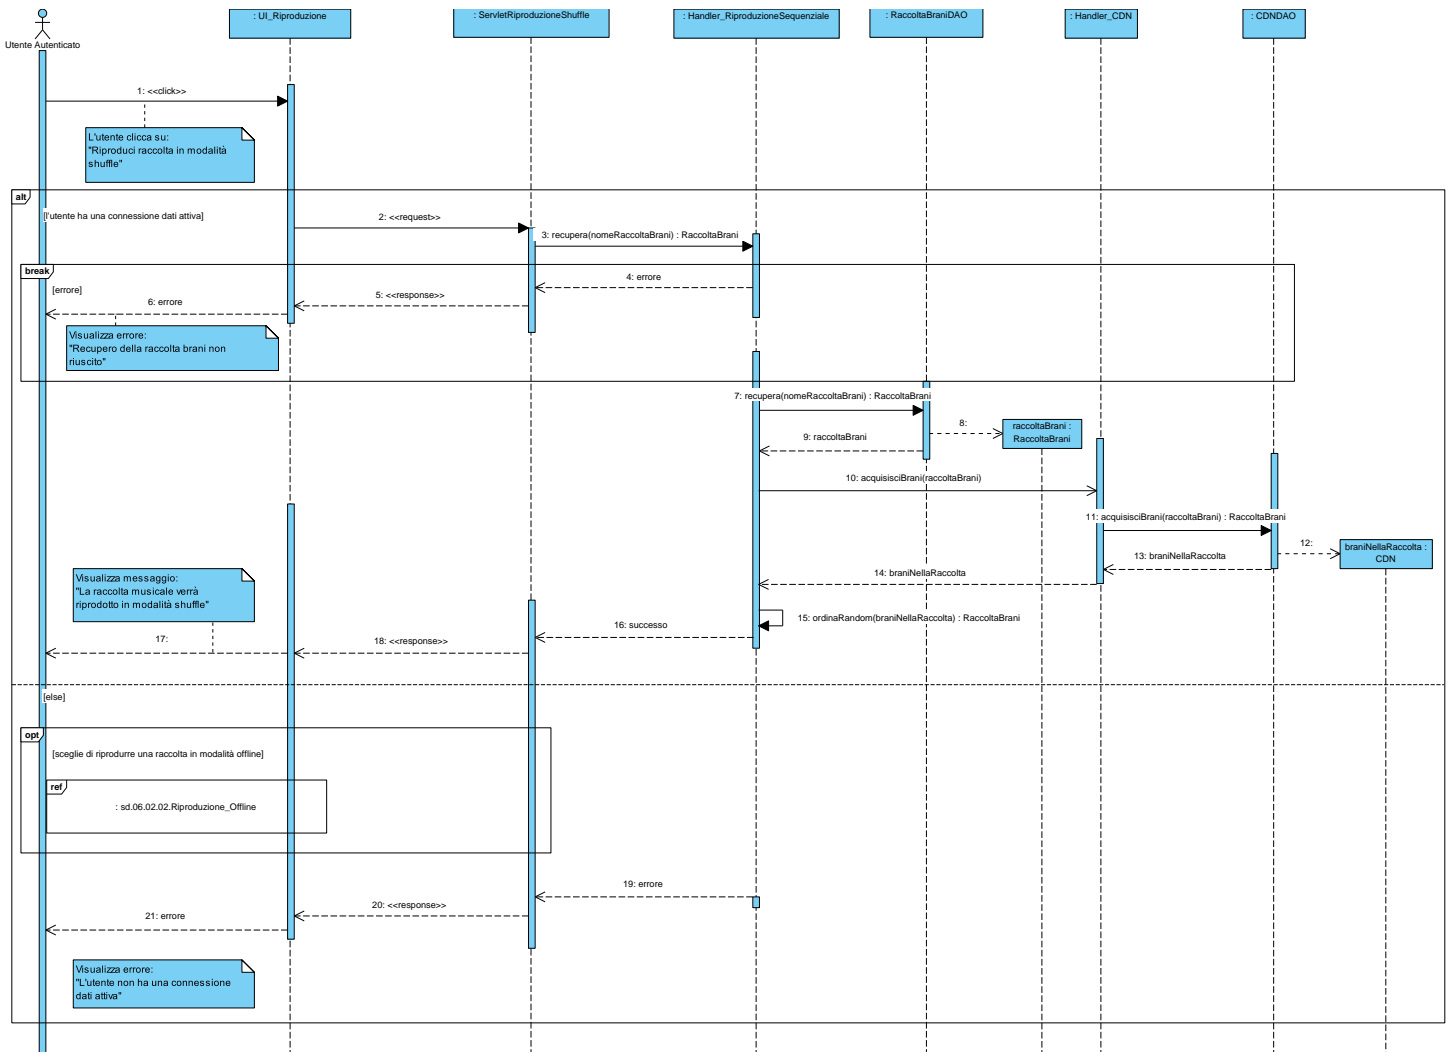 : UI_Riproduzione
: ServletRiproduzioneShuffle
: Handler_RiproduzioneSequenziale
: RaccoltaBraniDAO
: Handler_CDN
: CDNDAO
Utente Autenticato
1: <<click>>
L'utente clicca su:
"Riproduci raccolta in modalità
shuffle"
alt
[l'utente ha una connessione dati attiva]
2: <<request>>
3: recupera(nomeRaccoltaBrani) : RaccoltaBrani
break
[errore]
4: errore
5: <<response>>
6: errore
Visualizza errore:
"Recupero della raccolta brani non
riuscito"
7: recupera(nomeRaccoltaBrani) : RaccoltaBrani
8:
raccoltaBrani :
RaccoltaBrani
9: raccoltaBrani
10: acquisisciBrani(raccoltaBrani)
11: acquisisciBrani(raccoltaBrani) : RaccoltaBrani
12:
braniNellaRaccolta :
CDN
13: braniNellaRaccolta
14: braniNellaRaccolta
Visualizza messaggio:
"La raccolta musicale verrà
riprodotto in modalità shuffle"
15: ordinaRandom(braniNellaRaccolta) : RaccoltaBrani
16: successo
17:
18: <<response>>
[else]
opt
[sceglie di riprodurre una raccolta in modalità offline]
ref
: sd.06.02.02.Riproduzione_Offline
19: errore
20: <<response>>
21: errore
Visualizza errore:
"L'utente non ha una connessione
dati attiva"